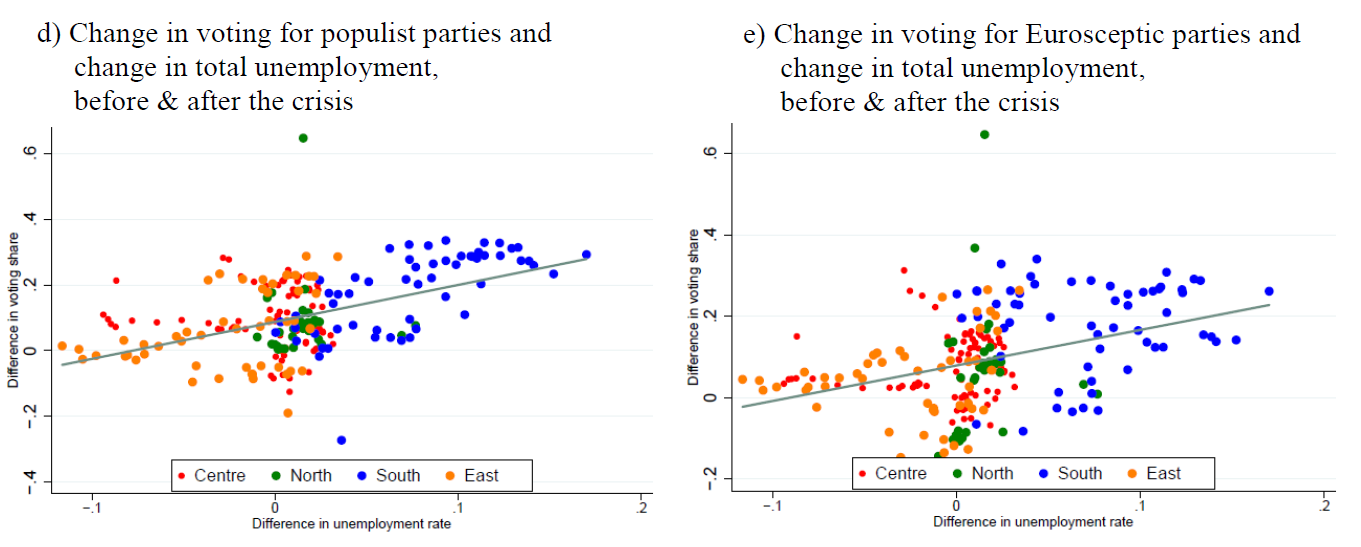 d) Change in voting for populist parties and
change in total unemployment,
before & after the crisis
.6
.4
.2
0
-.2
-.4
Difference in voting share
Centre North South East
-.1 0 .1 .2
Difference in unemployment rate
e) Change in voting for Eurosceptic parties and
change in total unemployment,
before & after the crisis
.6
.4
.2
0
-.2
Difference in voting share
Centre North South East
-.1 0 .1 .2
Difference in unemployment rate